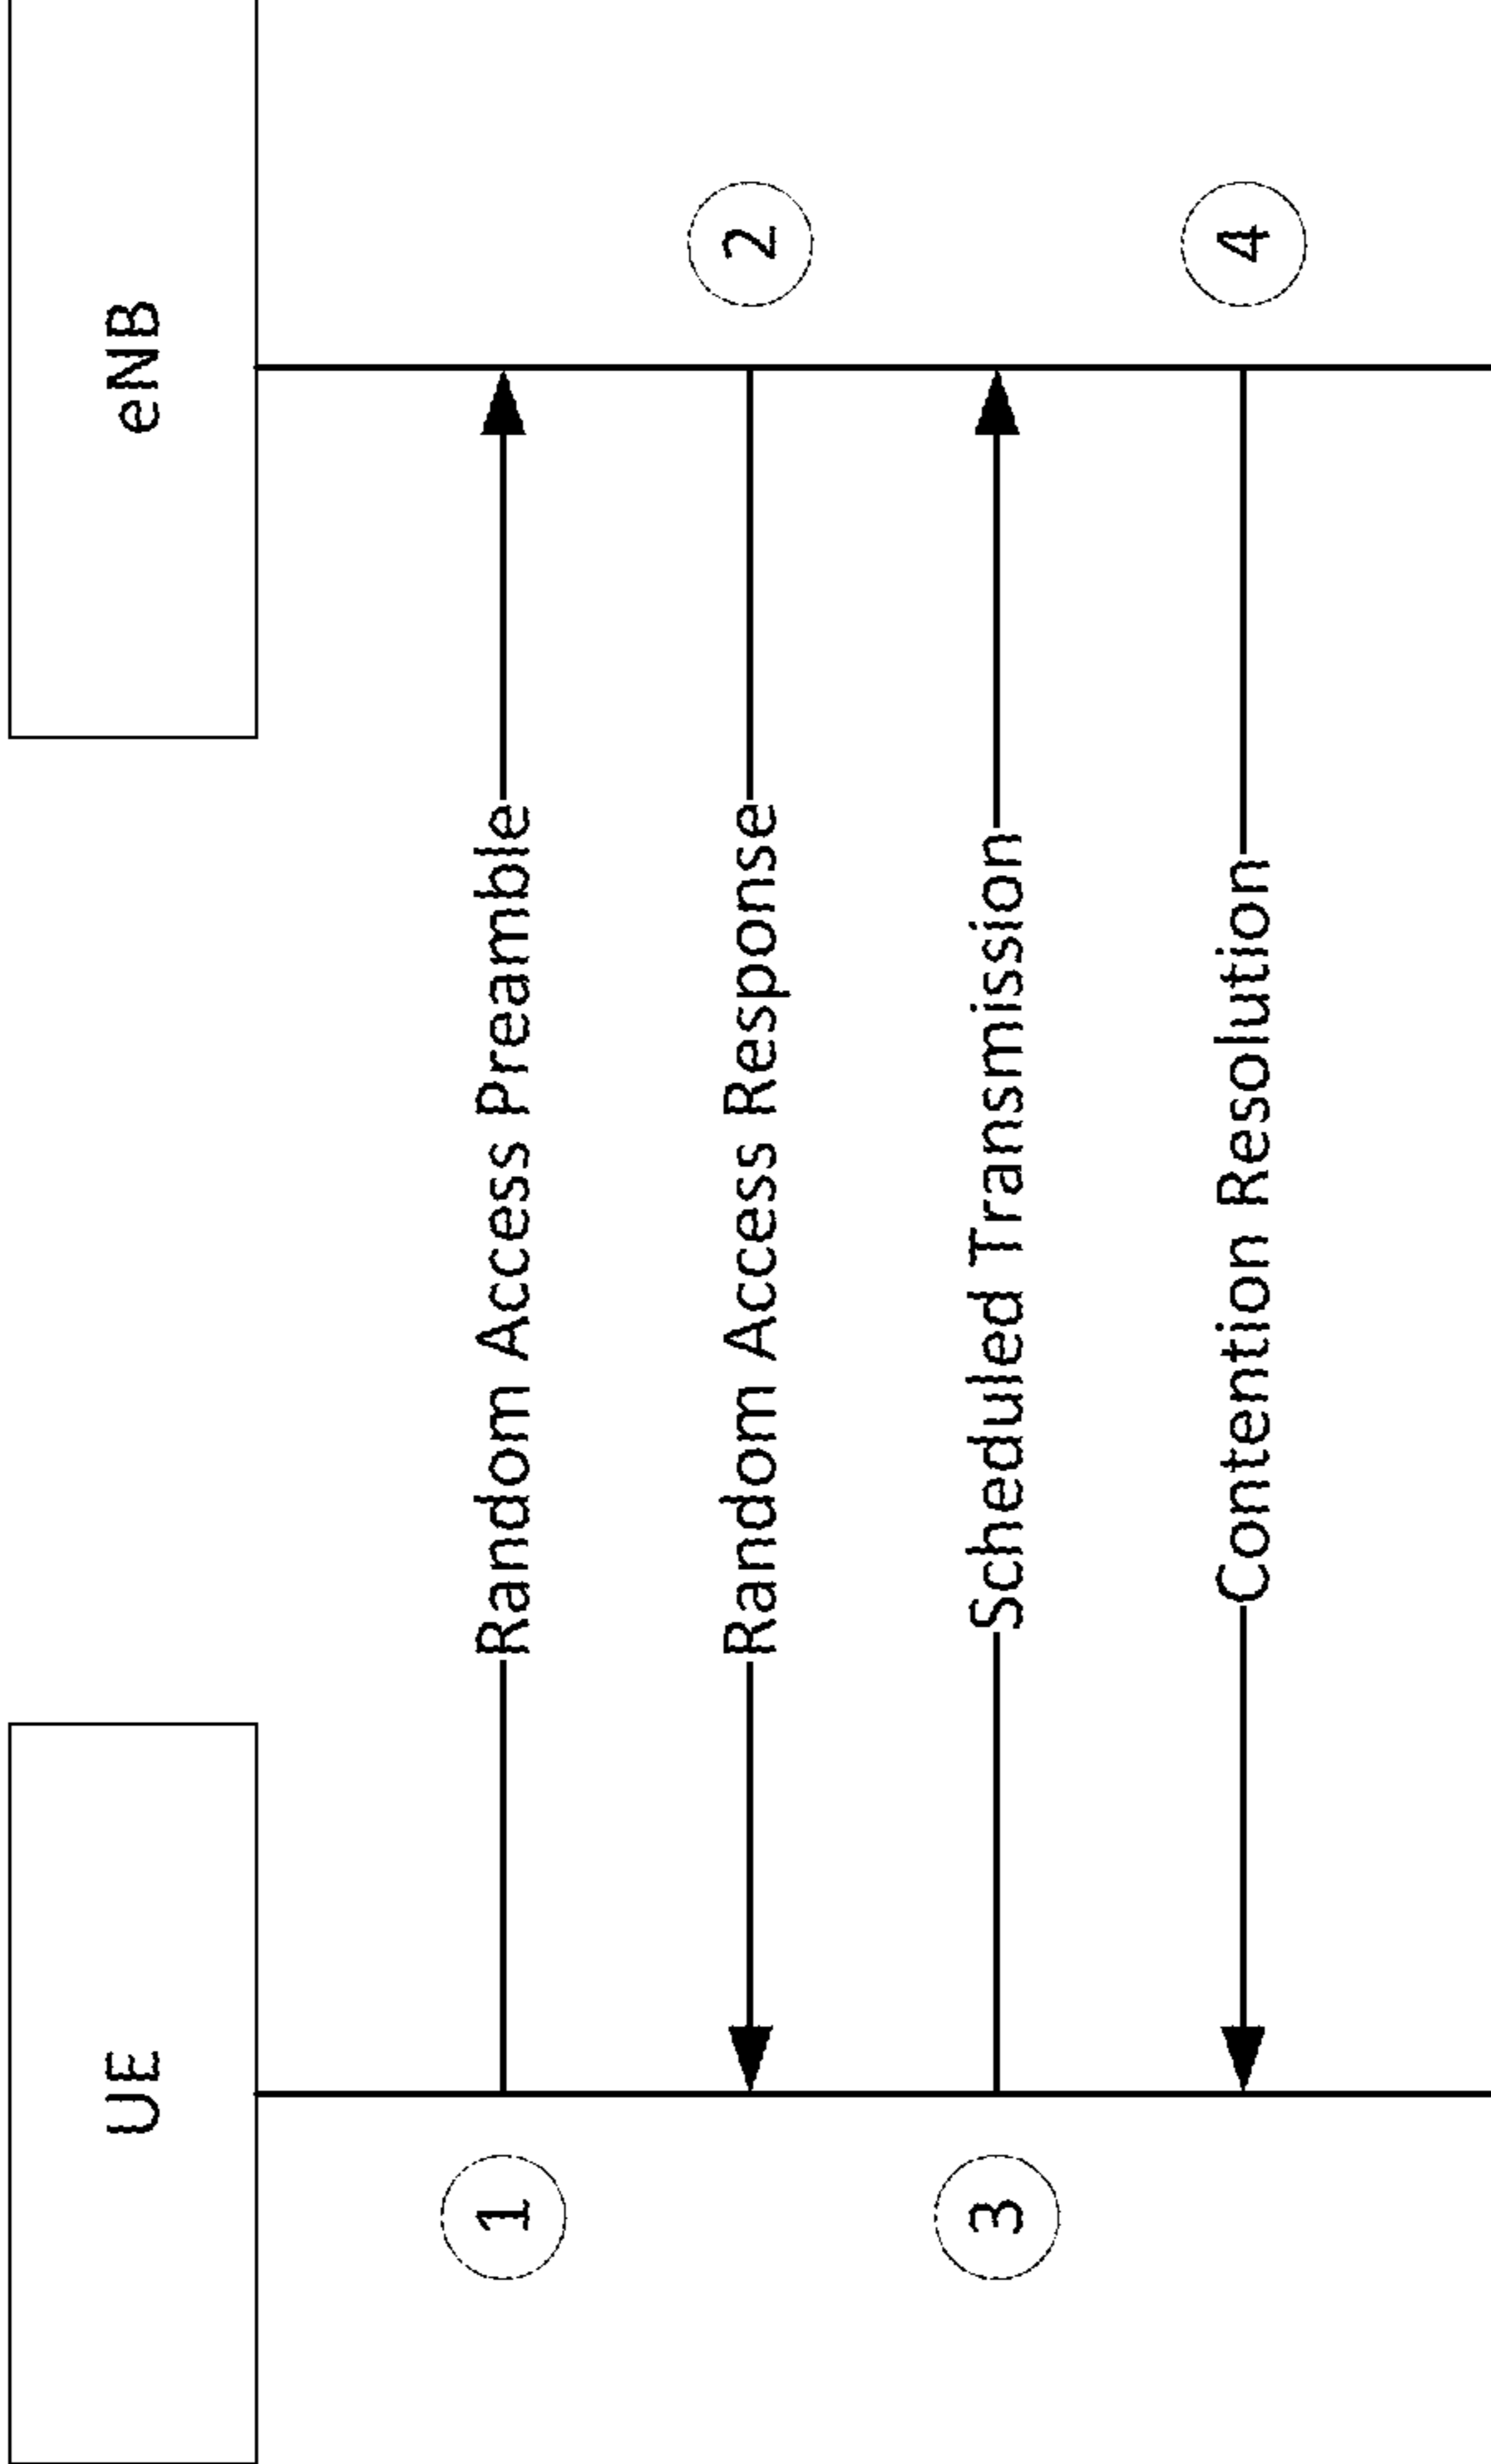 UE
eNB
1
Random Access Preamble
2
Random Access Response
3
Scheduled Transmission
4
Contention Resolution